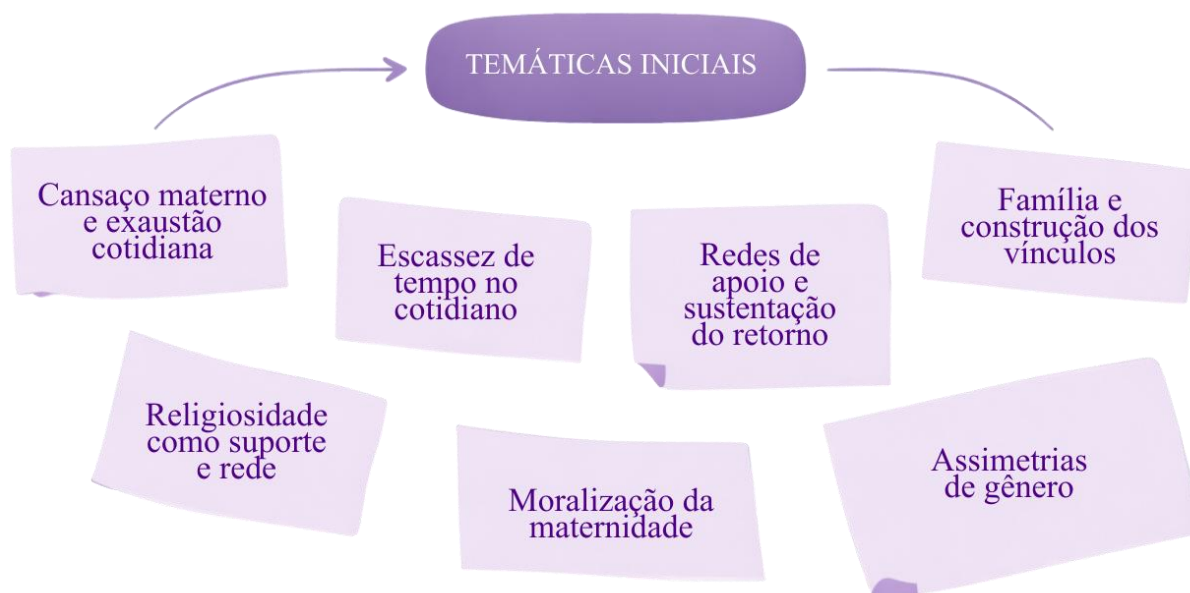 TEMÁTICAS INICIAIS
Cansaço materno
e exaustão
cotidiana
Escassez de
tempo no
cotidiano
Redes de
apoio e
sustentação
do retorno
Família e
construção dos
vínculos
Religiosidade
como suporte
e rede
Moralização da
maternidade
Assimetrias
de gênero